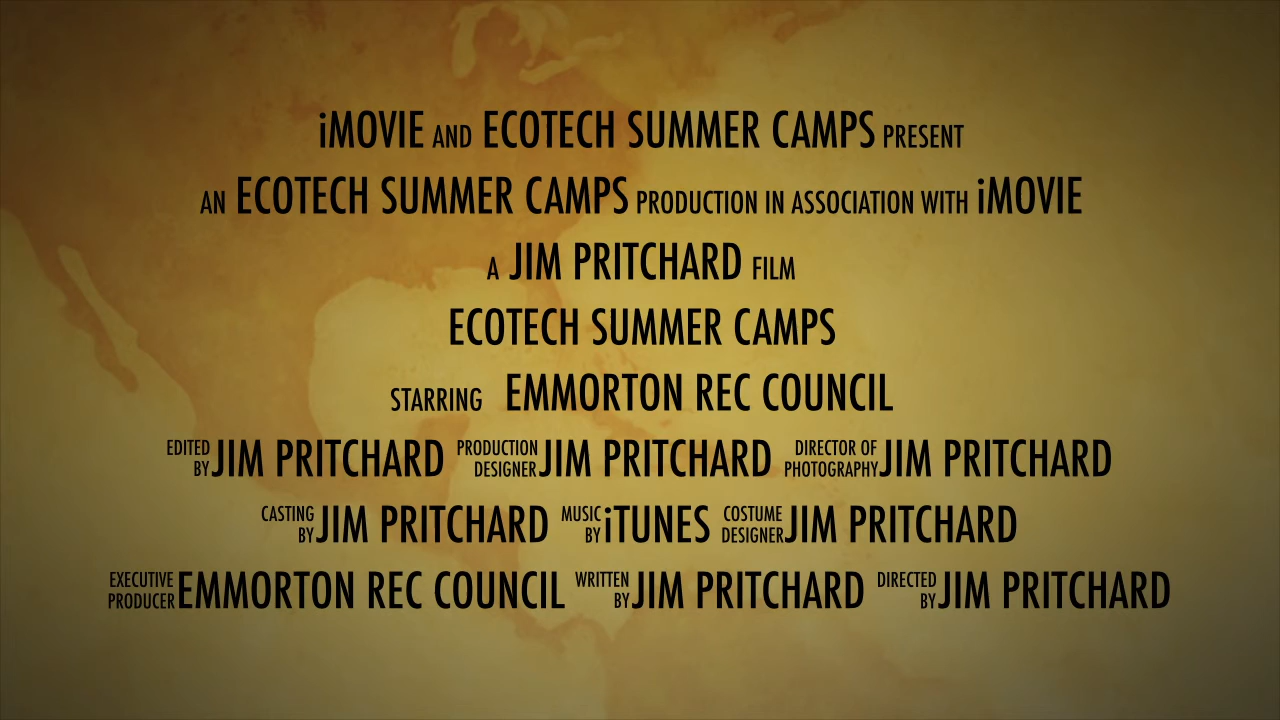 iMOVIE AND ECOTECH SUMMER CAMPS PRESENT
AN ECOTECH SUMMER CAMPS PRODUCTION IN ASSOCIATION WITH iMOVIE
A JIM PRITCHARD FILM
ECOTECH SUMMER CAMPS
STARRING EMMORTON REC COUNCIL
EDITED BY JIM PRITCHARD PRODUCTION DESIGNER JIM PRITCHARD DIRECTOR OF PHOTOGRAPHY JIM PRITCHARD
CASTING BY JIM PRITCHARD MUSIC BY iTUNES COSTUME DESIGNER JIM PRITCHARD
EXECUTIVE PRODUCER EMMORTON REC COUNCIL WRITTEN BY JIM PRITCHARD DIRECTED BY JIM PRITCHARD